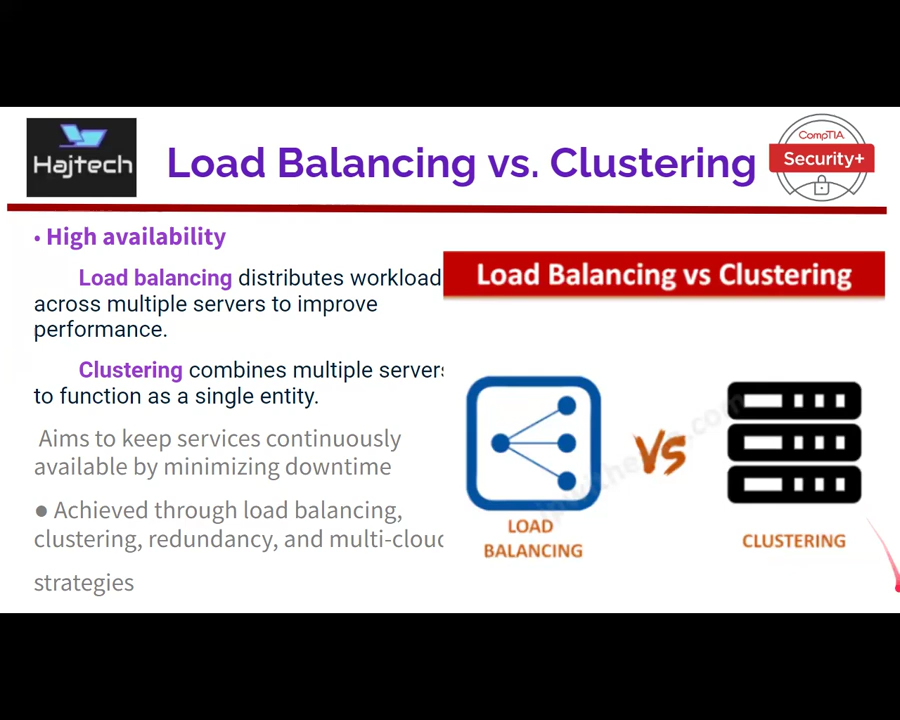 Hajtech
Load Balancing vs. Clustering
CompTIA
Security+
• High availability
Load balancing distributes workload
across multiple servers to improve
performance.
Clustering combines multiple servers
to function as a single entity.
Aims to keep services continuously
available by minimizing downtime
● Achieved through load balancing,
clustering, redundancy, and multi-cloud
strategies
Load Balancing vs Clustering
VS
LOAD
BALANCING
CLUSTERING